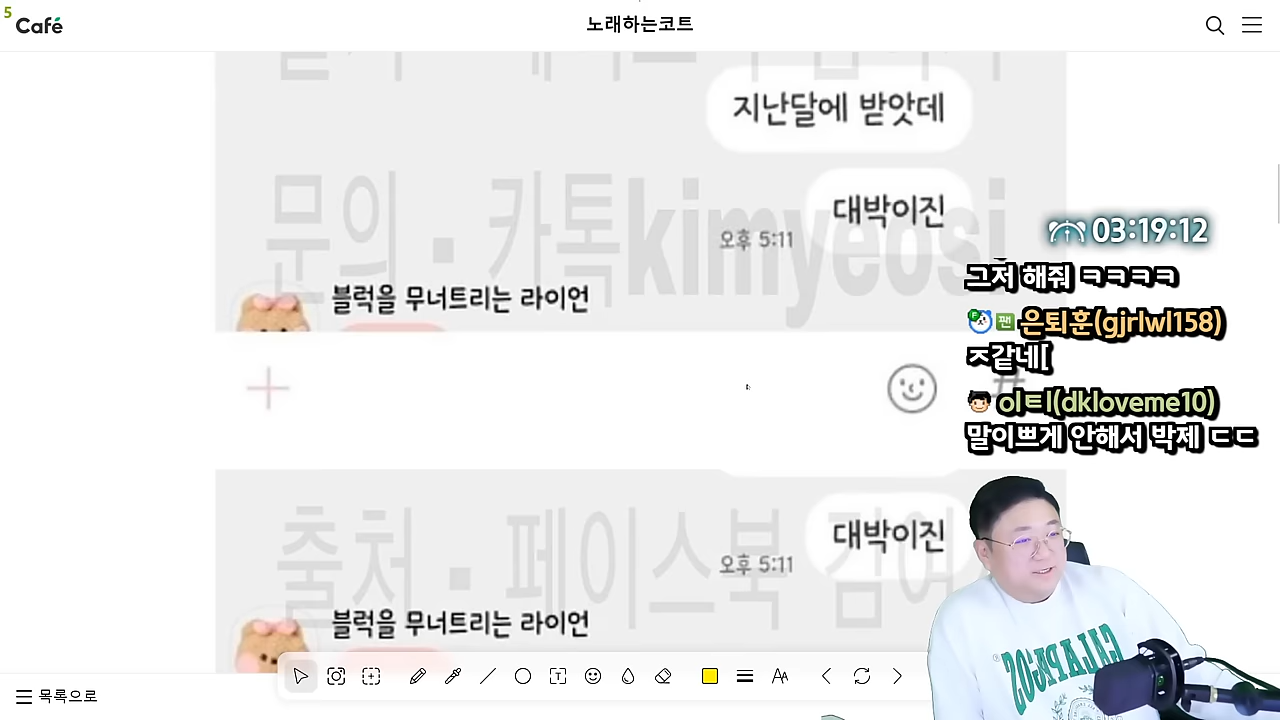 5
Café
노래하는코트
지난달에 받앗데
대박이진
오후 5:11
문의 · 카톡kimyeosi
블럭을 무너트리는 라이언
#
03:19:12
그저 해줘 ㅋㅋㅋㅋ
팬 은퇴훈(gjrlwl158)
ㅈ같네[
이ㅌl(dkloveme10)
말이쁘게 안해서 박제 ㄷㄷ
대박이진
오후 5:11
출처 · 페이스북 김여
블럭을 무너트리는 라이언
목록으로